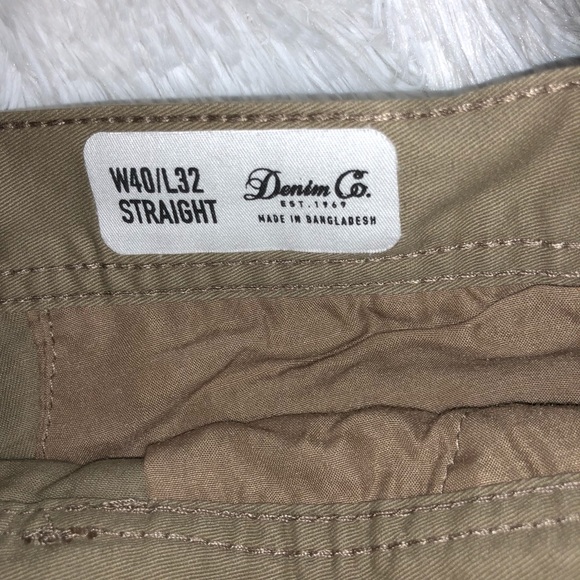 W40/L32
STRAIGHT
Denim Co.
EST. 1969
MADE IN BANGLADESH